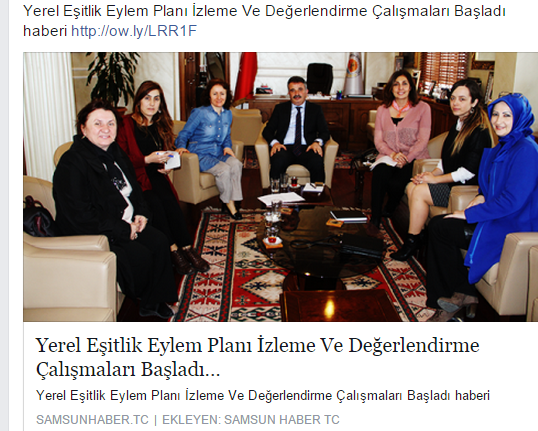 Yerel Eşitlik Eylem Planı İzleme Ve Değerlendirme Çalışmaları Başladı
haberi http://ow.ly/LRR1F
Yerel Eşitlik Eylem Planı İzleme Ve Değerlendirme
Çalışmaları Başladı...
Yerel Eşitlik Eylem Planı İzleme Ve Değerlendirme Çalışmaları Başladı haberi
SAMSUNHABER.TC | EKLEYEN: SAMSUN HABER TC